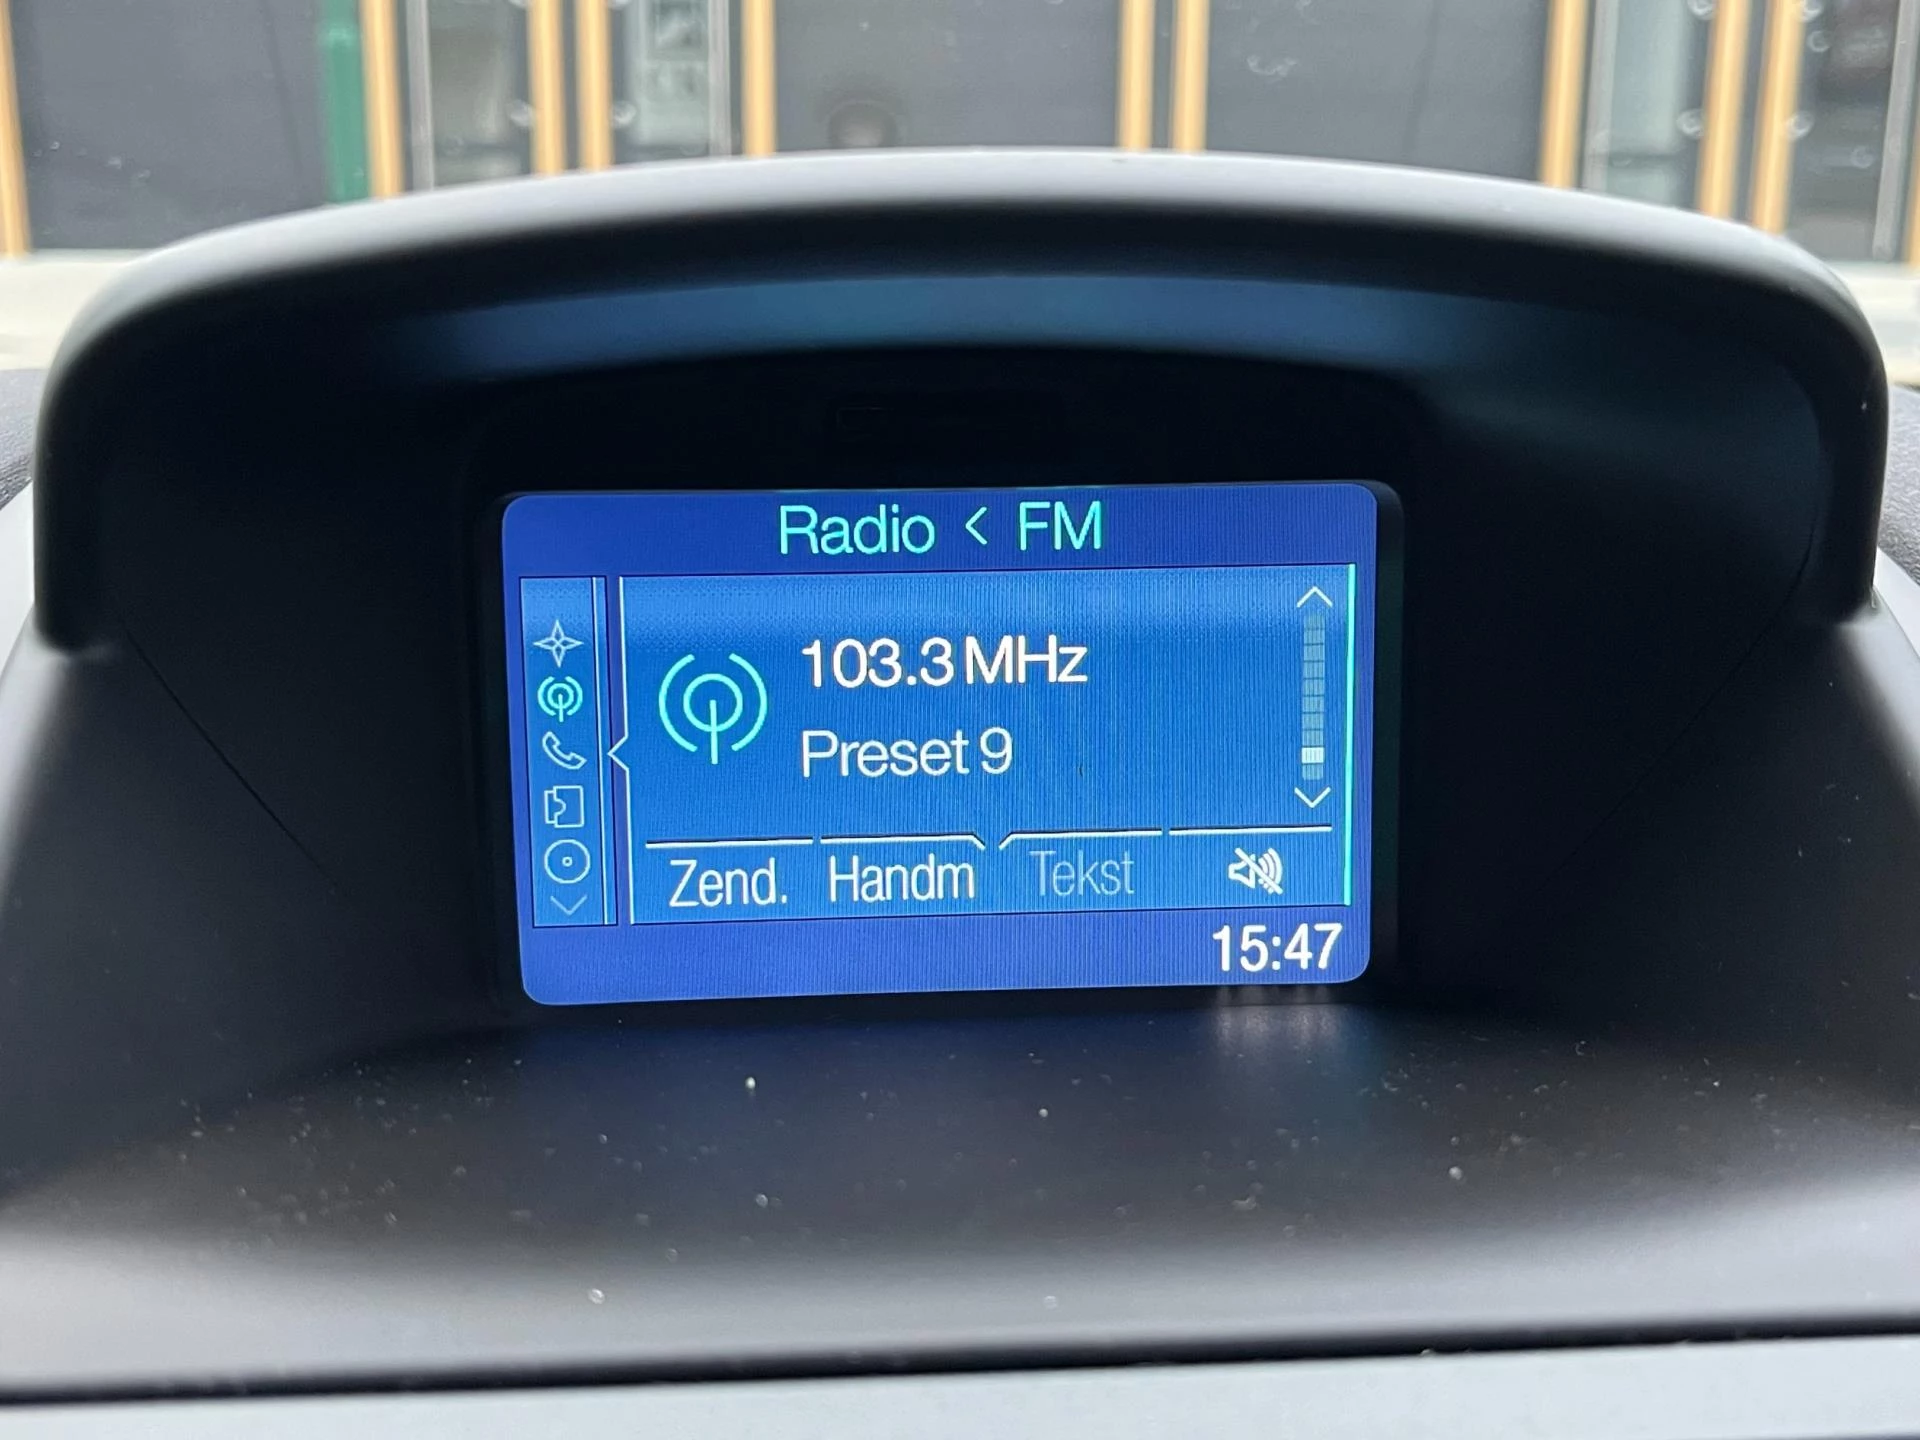 Radio < FM
103.3 MHz
Preset 9
Zend. Handm Tekst
15:47